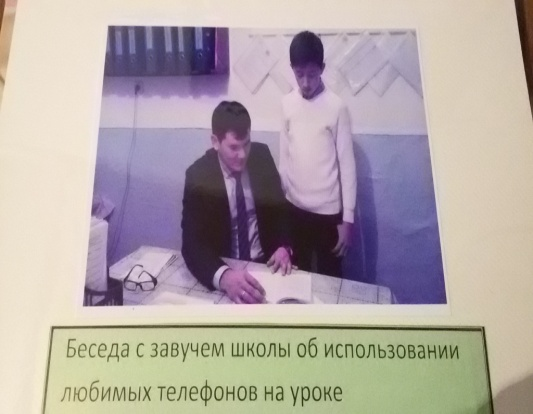 Беседа с завучем школы об использовании
любимых телефонов на уроке